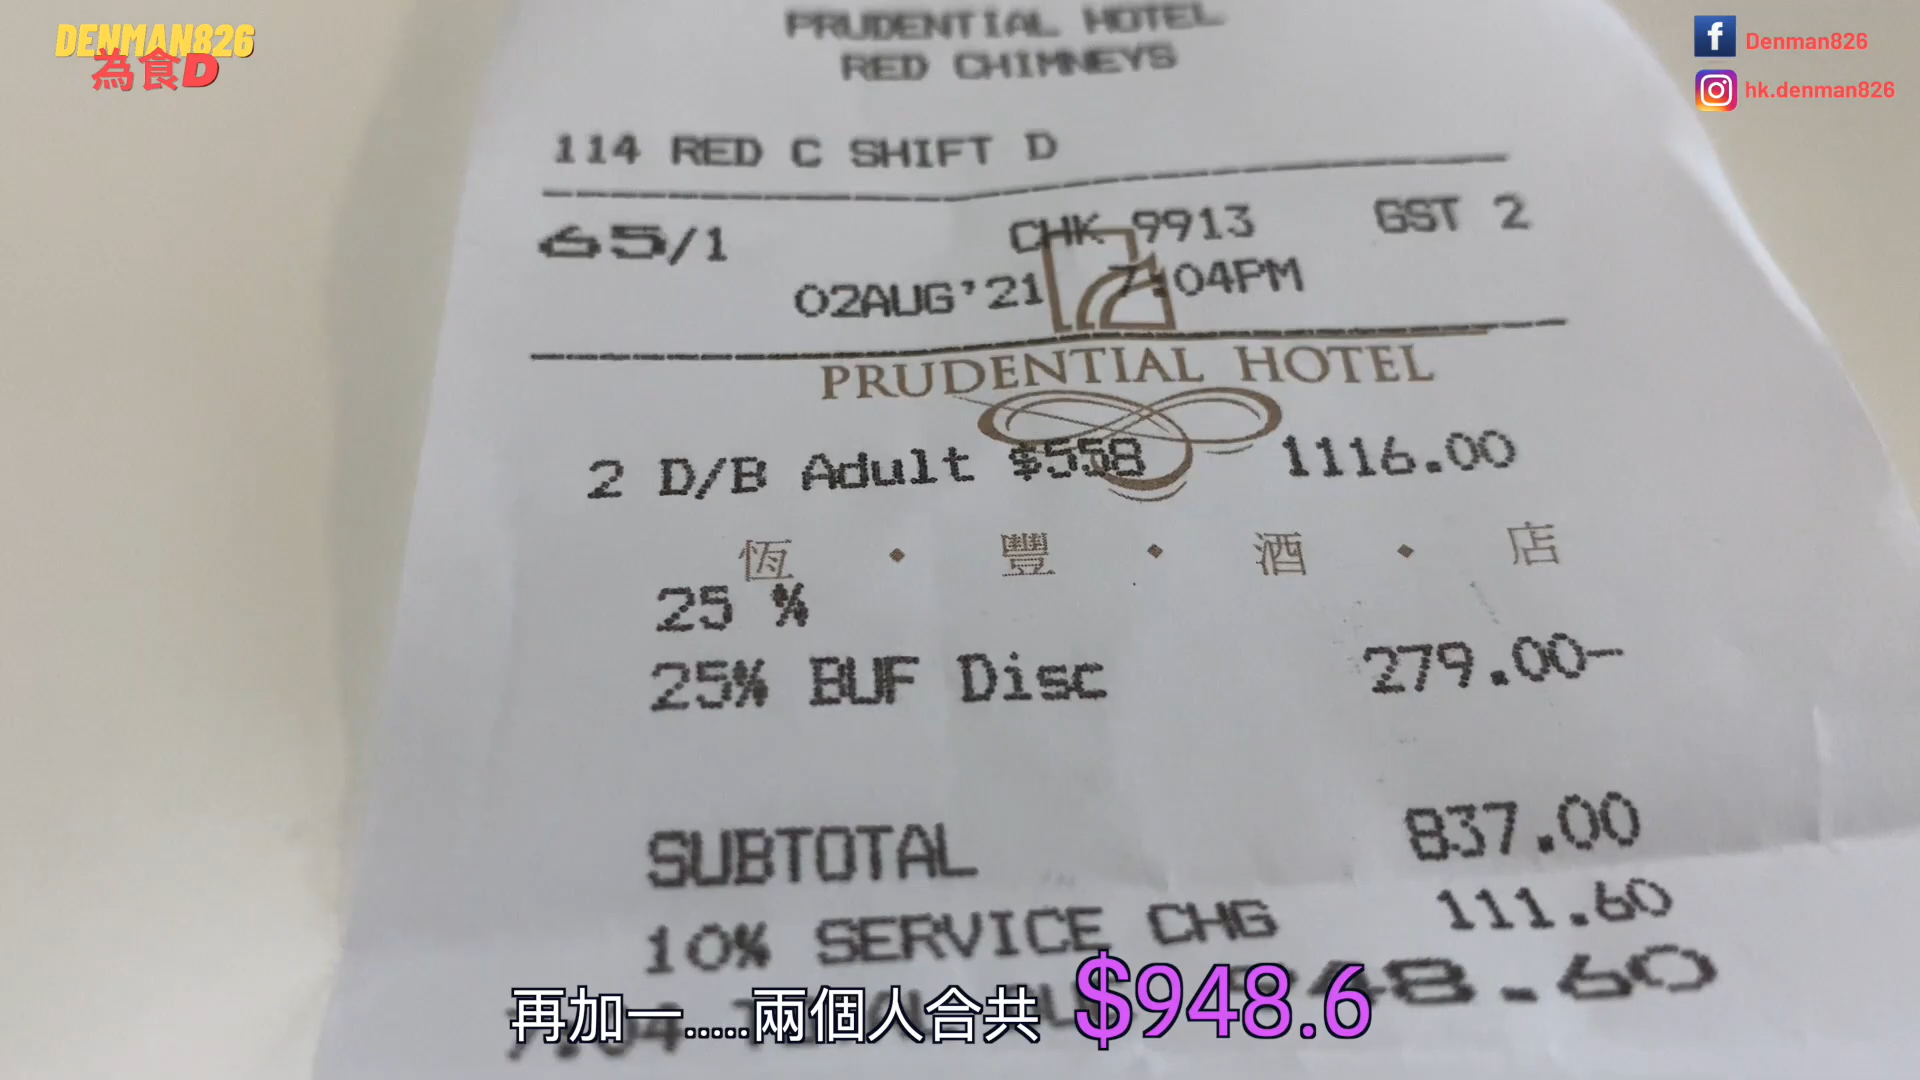 DENMAN826
為食D
Denman826
hk.denman826
PRUDENTIAL HOTEL
RED CHIMNEYS
114 RED C SHIFT D
65/1 CHK 9913 GST 2
02AUG'21 7:04PM
PRUDENTIAL HOTEL
2 D/B Adult $558 1116.00
恆・豐・酒・店
25 %
25% BUF Disc 279.00-
SUBTOTAL 837.00
10% SERVICE CHG 111.60
948.60
再加一.....兩個人合共 $948.6